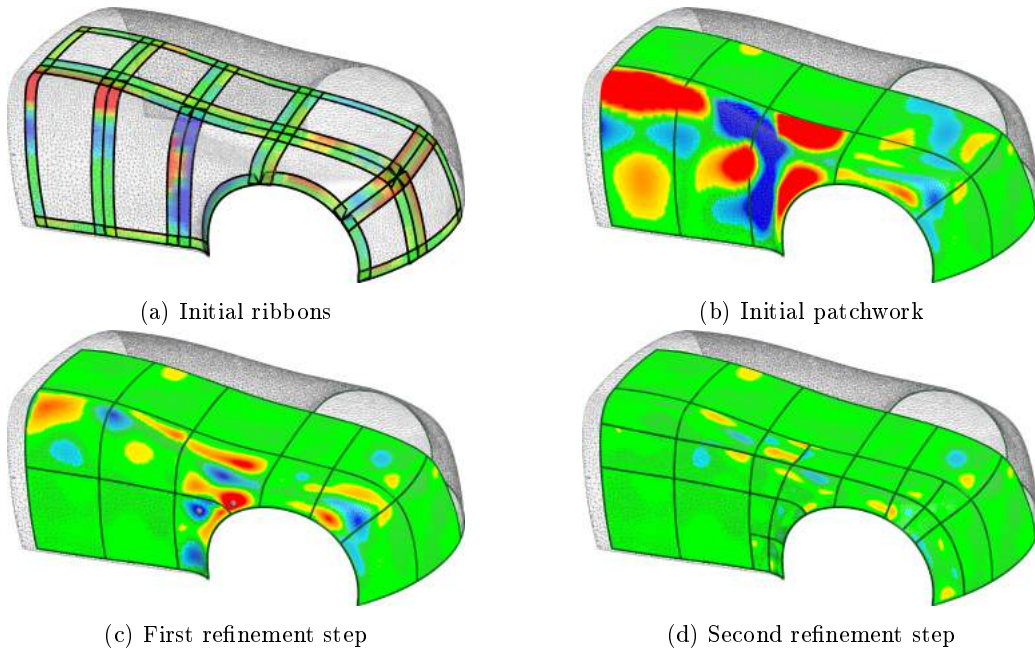 (a) Initial ribbons
(b) Initial patchwork
(c) First refinement step
(d) Second refinement step